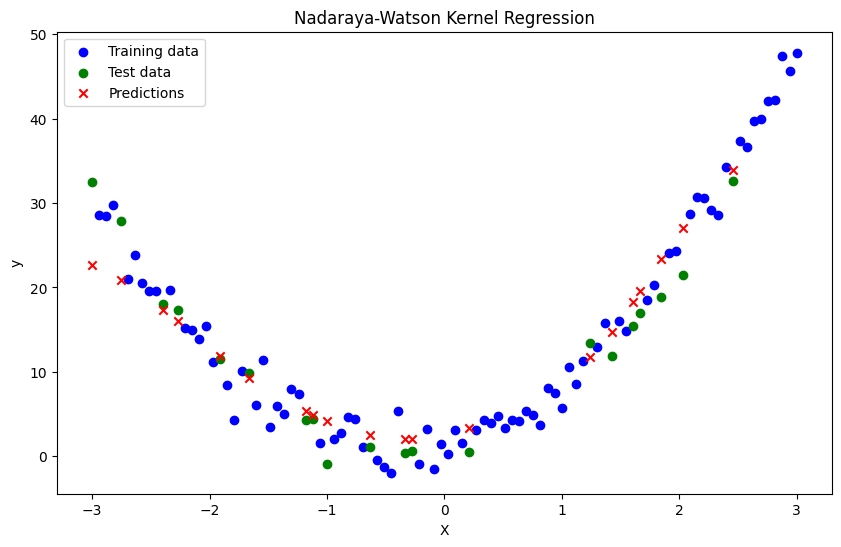 Nadaraya-Watson Kernel Regression
Training data
Test data
Predictions
50
40
30
20
10
0
y
−3
−2
−1
0
1
2
3
X